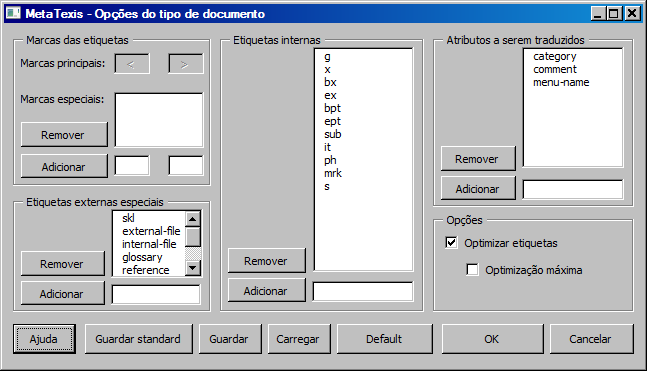 MetaTexis - Opções do tipo de documento
Marcas das etiquetas
Marcas principais:
<
>
Marcas especiais:
Remover
Adicionar
Etiquetas externas especiais
skl
external-file
internal-file
glossary
reference
Remover
Adicionar
Etiquetas internas
g
x
bx
ex
bpt
ept
sub
it
ph
mrk
s
Remover
Adicionar
Atributos a serem traduzidos
category
comment
menu-name
Remover
Adicionar
Opções
Optimizar etiquetas
Optimização máxima
Ajuda
Guardar standard
Guardar
Carregar
Default
OK
Cancelar